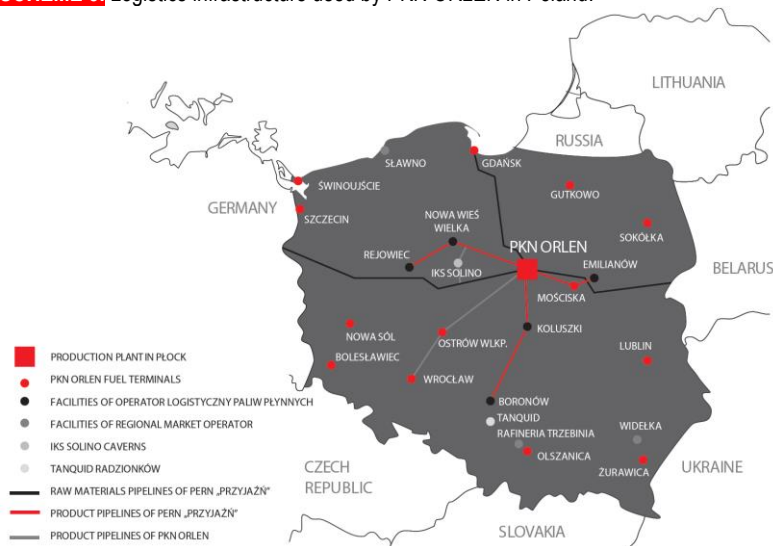 SCHEME 3. Logistics infrastructure used by PKN ORLEN in Poland.
LITHUANIA
RUSSIA
SŁAWNO
GDAŃSK
ŚWINOUJŚCIE
GUTKOWO
GERMANY
SZCZECIN
NOWA WIEŚ
WIELKA
SOKÓŁKA
PKN ORLEN
REJOWIEC
IKS SOLINO
EMILIANÓW
BELARUS
MOŚCISKA
NOWA SÓL
OSTRÓW WLKP.
KOLUSZKI
LUBLIN
BOLESŁAWIEC
WROCŁAW
BORONÓW
TANQUID
RAFINERIA TRZEBINIA
WIDEŁKA
OLSZANICA
ŻURAWICA
UKRAINE
CZECH
REPUBLIC
SLOVAKIA
PRODUCTION PLANT IN PŁOCK
PKN ORLEN FUEL TERMINALS
FACILITIES OF OPERATOR LOGISTYCZNY PALIW PŁYNNYCH
FACILITIES OF REGIONAL MARKET OPERATOR
IKS SOLINO CAVERNS
TANQUID RADZIONKÓW
RAW MATERIALS PIPELINES OF PERN „PRZYJAŹŃ"
PRODUCT PIPELINES OF PERN „PRZYJAŹŃ"
PRODUCT PIPELINES OF PKN ORLEN